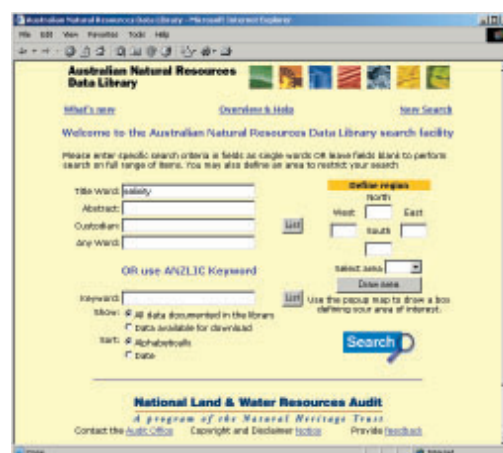 Australian Natural Resources Data Library - Microsoft Internet Explorer
File Edit View Favorites Tools Help
Australian Natural Resources
Data Library
What's new Overview & Help New Search
Welcome to the Australian Natural Resources Data Library search facility
Please enter specific search criteria in fields as single words OR leave fields blank to perform
search on full range of items. You may also define an area to restrict your search
Define region
North
Title Word: salinity
West East
Abstract:
Custodian: List South
Any Word:
Select area
OR use ANZLIC Keyword
Draw area
Keyword: List Use the popup map to draw a box
defining your area of interest.
Show: All data documented in the library
Data available for download
Sort: Alphabetically
Date
Search
National Land & Water Resources Audit
A program of the Natural Heritage Trust
Contact the Audit Office Copyright and Disclaimer Notice Provide feedback
Internet